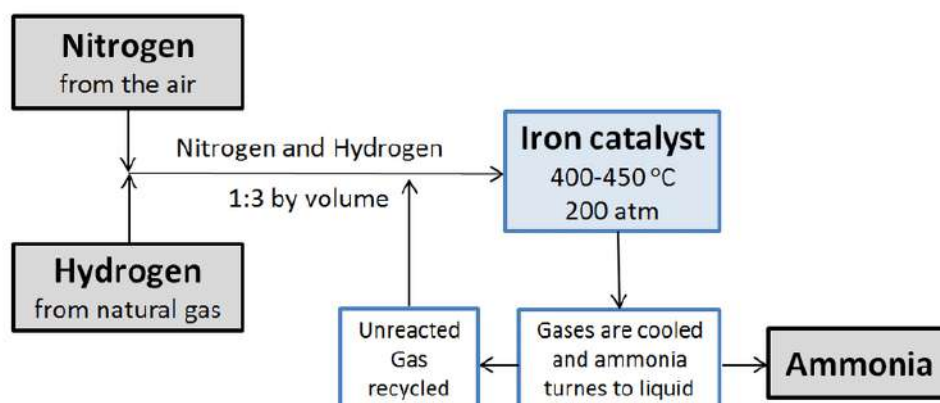 Nitrogen
from the air
Nitrogen and Hydrogen
1:3 by volume
Iron catalyst
400-450 °C
200 atm
Hydrogen
from natural gas
Unreacted
Gas
recycled
Gases are cooled
and ammonia
turnes to liquid
Ammonia